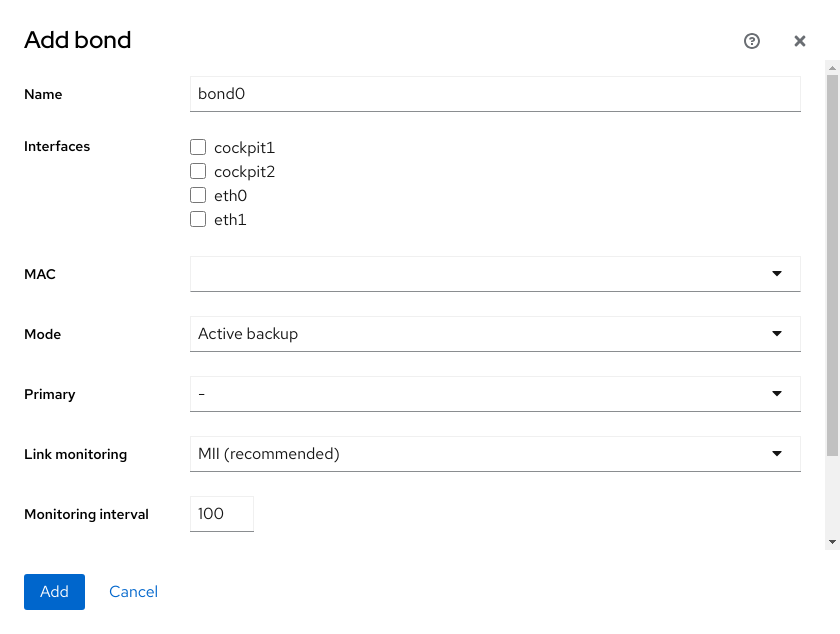 Add bond
Name bond0
Interfaces cockpit1
cockpit2
eth0
eth1
MAC
Mode Active backup
Primary -
Link monitoring MII (recommended)
Monitoring interval 100
Add Cancel